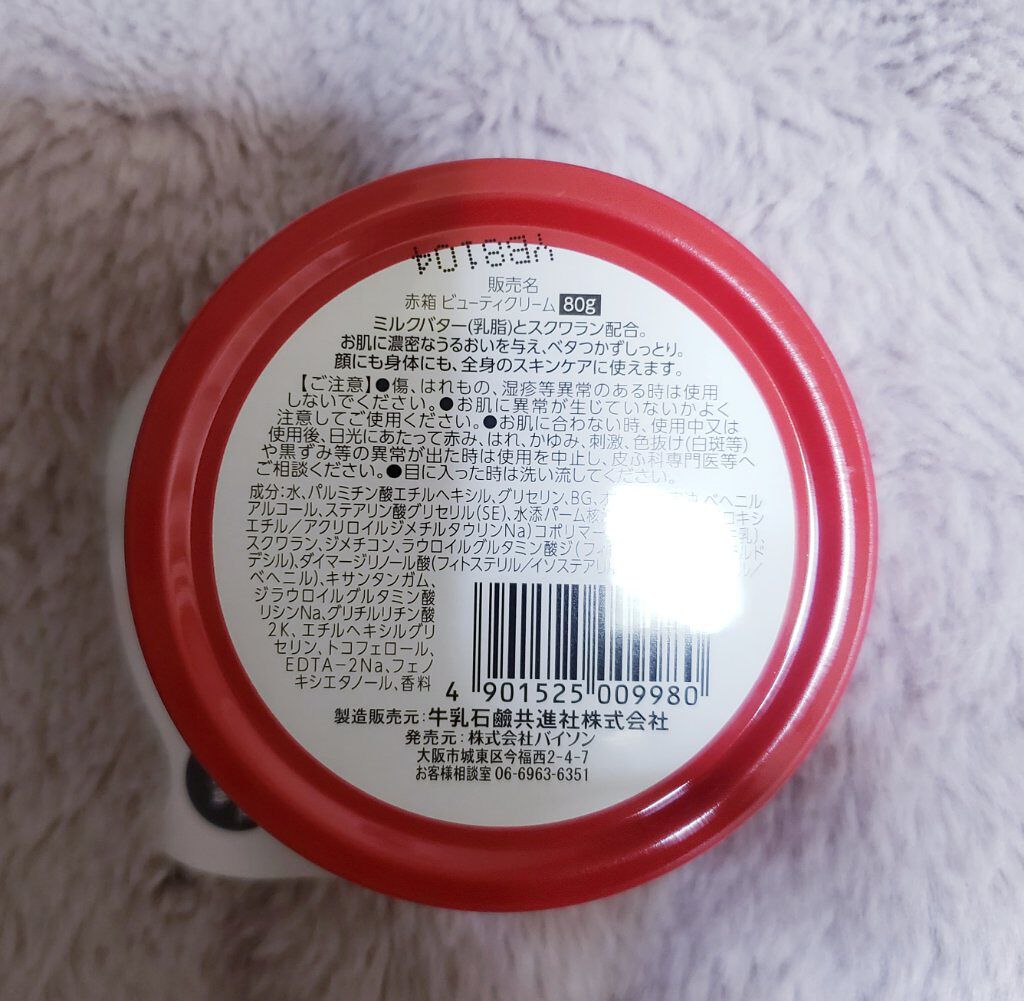 YBB104
販売名
赤箱 ビューティクリーム 80g
ミルクバター(乳脂)とスクワラン配合。
お肌に濃密なうるおいを与え、ベタつかずしっとり。
顔にも身体にも、全身のスキンケアに使えます。
【ご注意】●傷、はれもの、湿疹等異常のある時は使用
しないでください。●お肌に異常が生じていないかよく
注意してご使用ください。●お肌に合わない時、使用中又は
使用後、日光にあたって赤み、はれ、かゆみ、刺激、色抜け(白斑等)
や黒ずみ等の異常が出た時は使用を中止し、皮ふ科専門医等へ
ご相談ください。●目に入った時は洗い流してください。
成分:水、パルミチン酸エチルヘキシル、グリセリン、BG、 ベヘニル
アルコール、ステアリン酸グリセリル(SE)、水添パーム核 キシ
エチル/アクリロイルジメチルタウリンNa)コポリマー 乳)、
スクワラン、ジメチコン、ラウロイルグルタミン酸ジ(フィ ルド
デシル)、ダイマージリノール酸(フィトステリル/イソステアリ /
ベヘニル)、キサンタンガム、
ジラウロイルグルタミン酸
リシンNa、グリチルリチン酸
2K、エチルヘキシルグリ
セリン、トコフェロール、
EDTA-2Na、フェノ
キシエタノール、香料
4 901525 009980
製造販売元:牛乳石鹼共進社株式会社
発売元:株式会社バイソン
大阪市城東区今福西2-4-7
お客様相談室 06-6963-6351